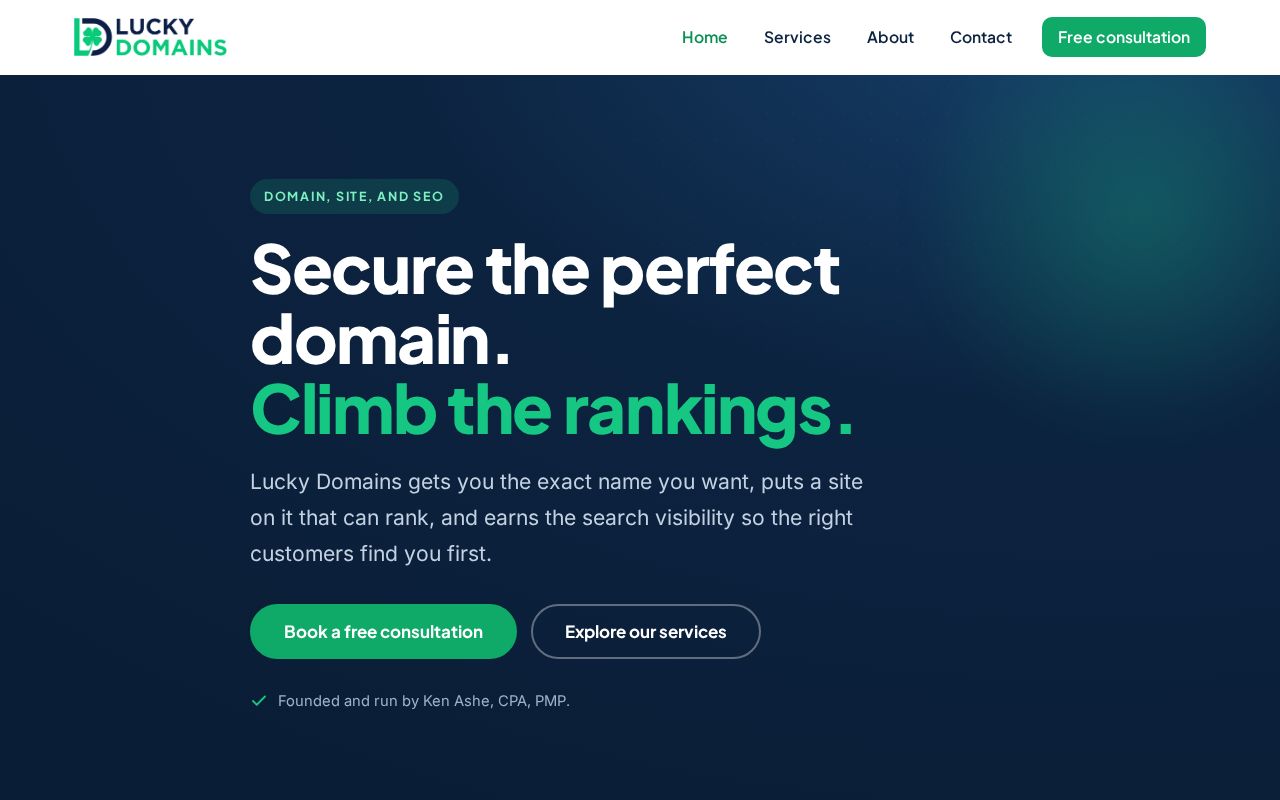 LUCKY
DOMAINS
Home
Services
About
Contact
Free consultation
DOMAIN, SITE, AND SEO
Secure the perfect
domain.
Climb the rankings.
Lucky Domains gets you the exact name you want, puts a site
on it that can rank, and earns the search visibility so the right
customers find you first.
Book a free consultation
Explore our services
Founded and run by Ken Ashe, CPA, PMP.